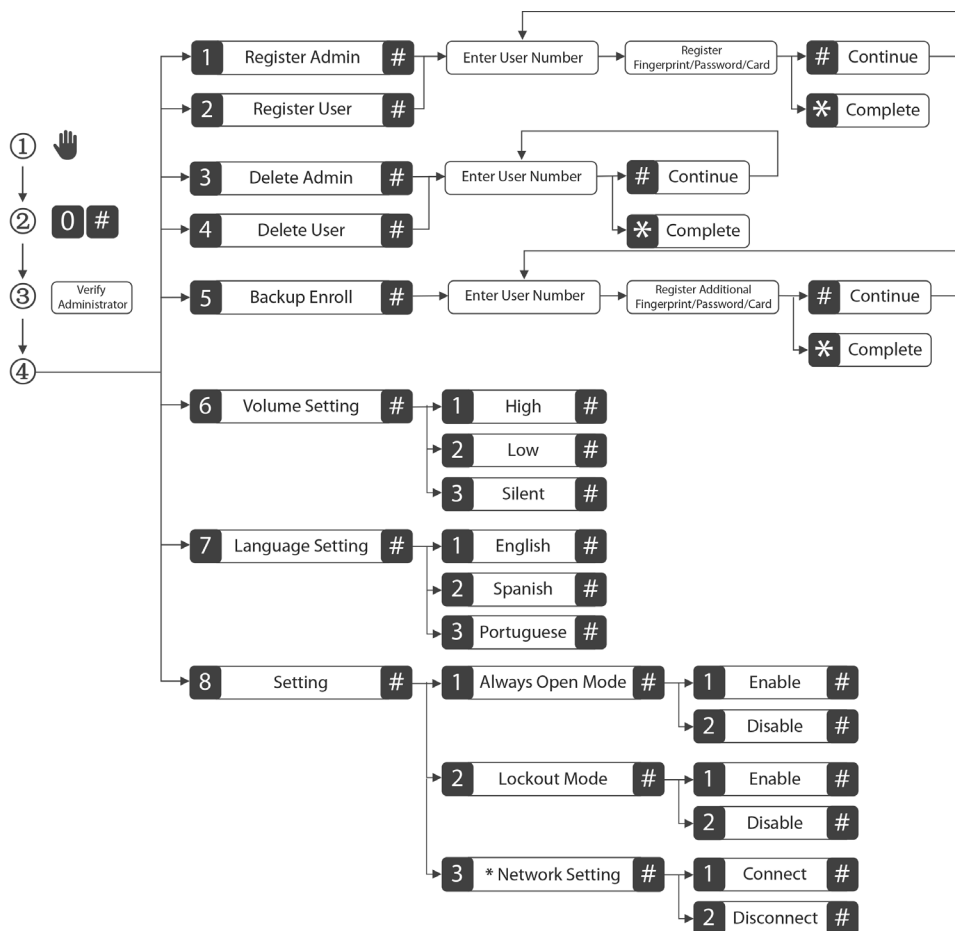 1 Register Admin # Enter User Number Register
Fingerprint/Password/Card # Continue
2 Register User # * Complete
①
3 Delete Admin # Enter User Number # Continue
② 0 #
4 Delete User # * Complete
③ Verify
Administrator
5 Backup Enroll # Enter User Number Register Additional
Fingerprint/Password/Card # Continue
* Complete
④
6 Volume Setting # 1 High #
2 Low #
3 Silent #
7 Language Setting # 1 English #
2 Spanish #
3 Portuguese #
8 Setting # 1 Always Open Mode # 1 Enable #
2 Disable #
2 Lockout Mode # 1 Enable #
2 Disable #
3 * Network Setting # 1 Connect #
2 Disconnect #